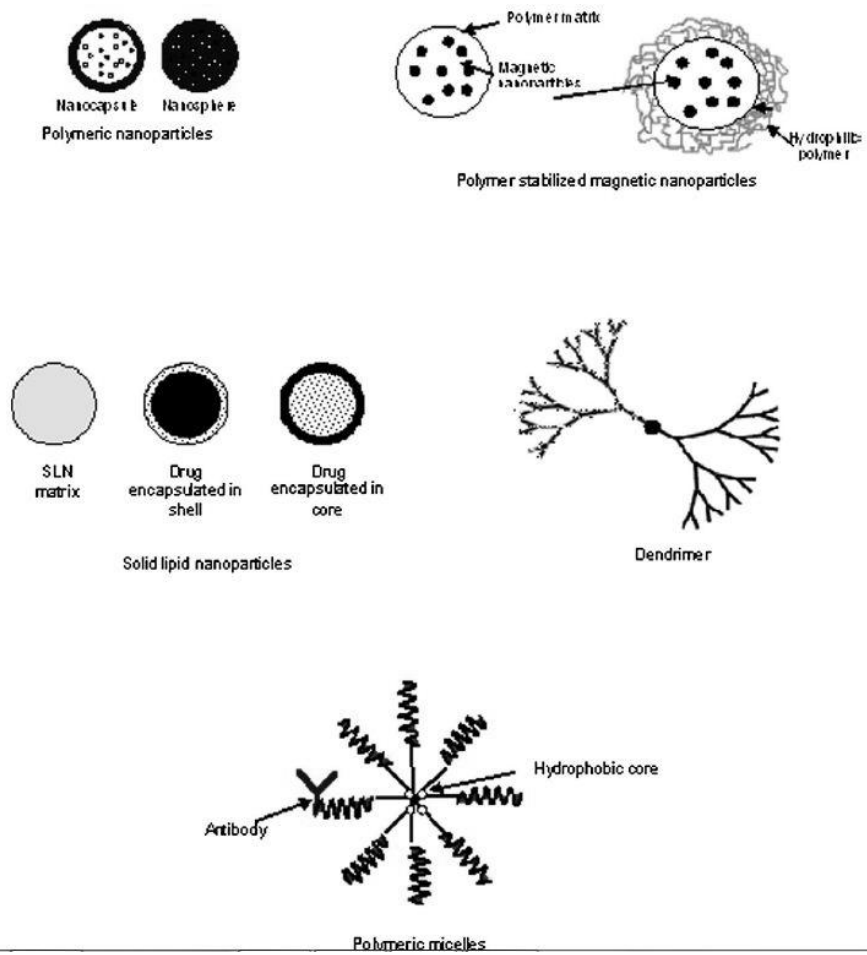 Nanocapsule
Nanosphere
Polymeric nanoparticles
Polymer matrix
Magnetic
nanoparticles
Hydrophilic
polymer
Polymer stabilized magnetic nanoparticles
SLN
matrix
Drug
encapsulated in
shell
Drug
encapsulated in
core
Solid lipid nanoparticles
Dendrimer
Hydrophobic core
Antibody
Polymeric micelles